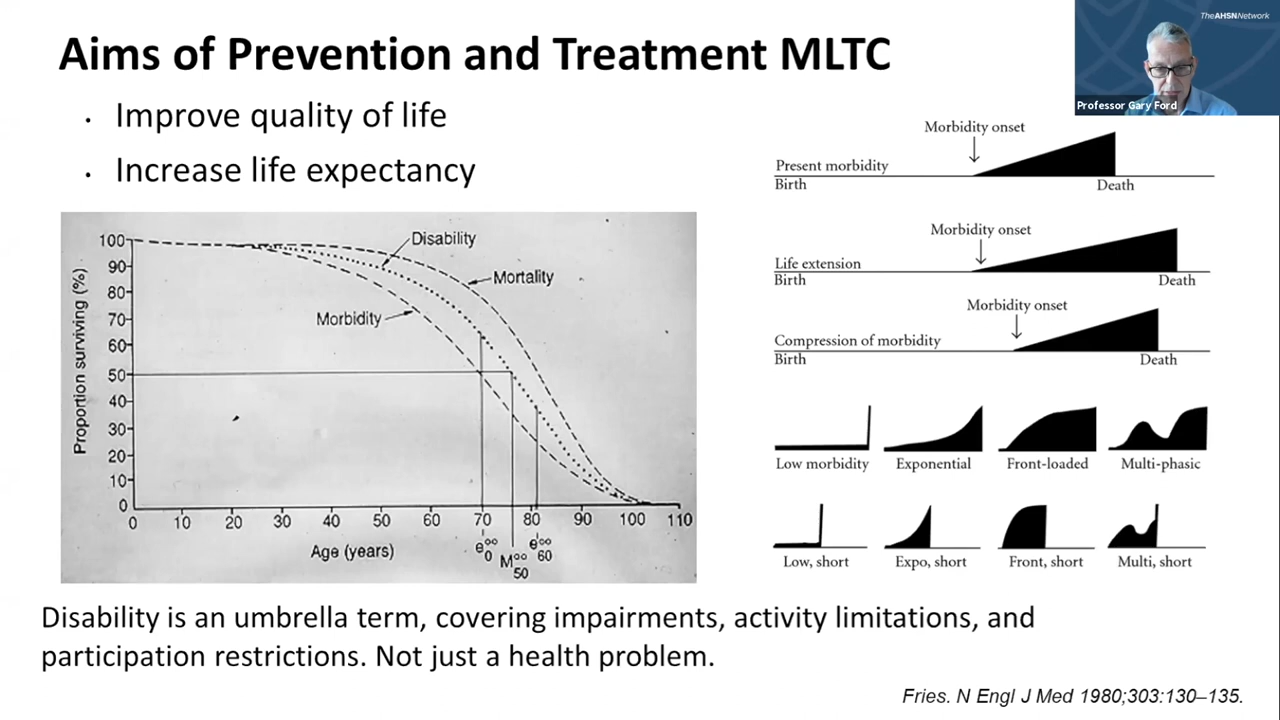 Aims of Prevention and Treatment MLTC
TheAHSNNetwork
Professor Gary Ford
• Improve quality of life
• Increase life expectancy
Proportion surviving (%)
100
90
80
70
60
50
40
30
20
10
0
Disability
Mortality
Morbidity
0 10 20 30 40 50 60 70 80 90 100 110
Age (years)
e∞0
M∞50
e∞60
Morbidity onset
Present morbidity
Birth
Death
Morbidity onset
Life extension
Birth
Death
Morbidity onset
Compression of morbidity
Birth
Death
Low morbidity Exponential Front-loaded Multi-phasic
Low, short Expo, short Front, short Multi, short
Disability is an umbrella term, covering impairments, activity limitations, and
participation restrictions. Not just a health problem.
Fries. N Engl J Med 1980;303:130–135.